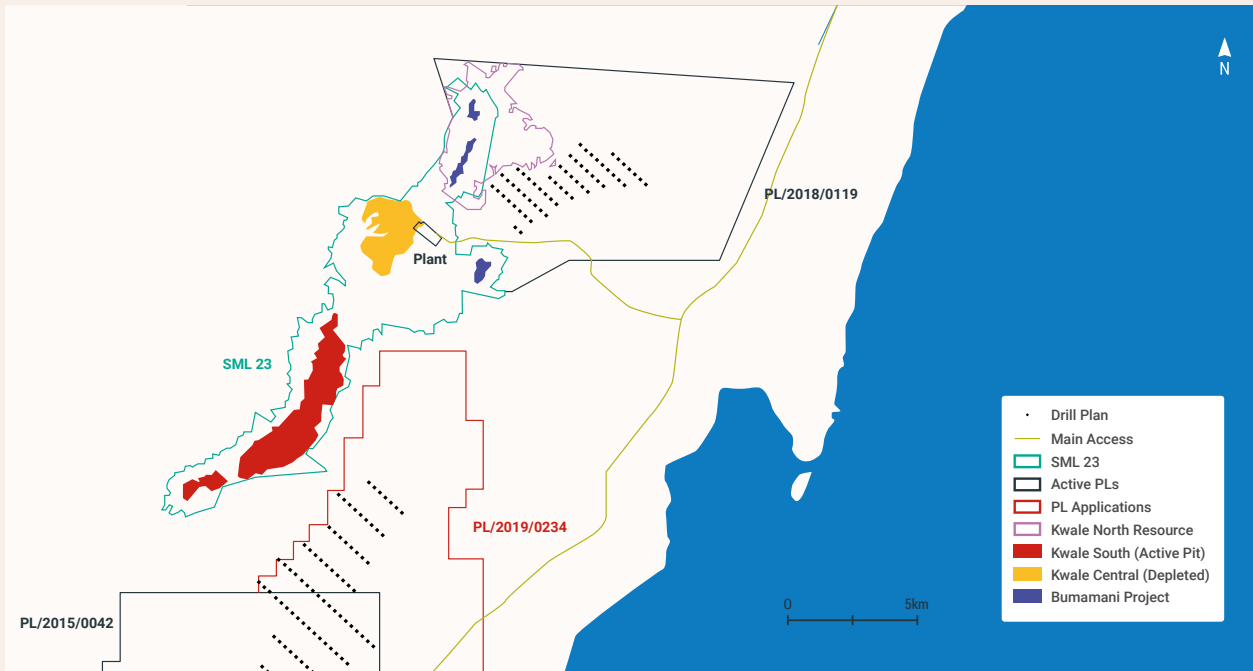 N
PL/2018/0119
Plant
SML 23
PL/2019/0234
PL/2015/0042
Drill Plan
Main Access
SML 23
Active PLs
PL Applications
Kwale North Resource
Kwale South (Active Pit)
Kwale Central (Depleted)
Bumamani Project
0 5km